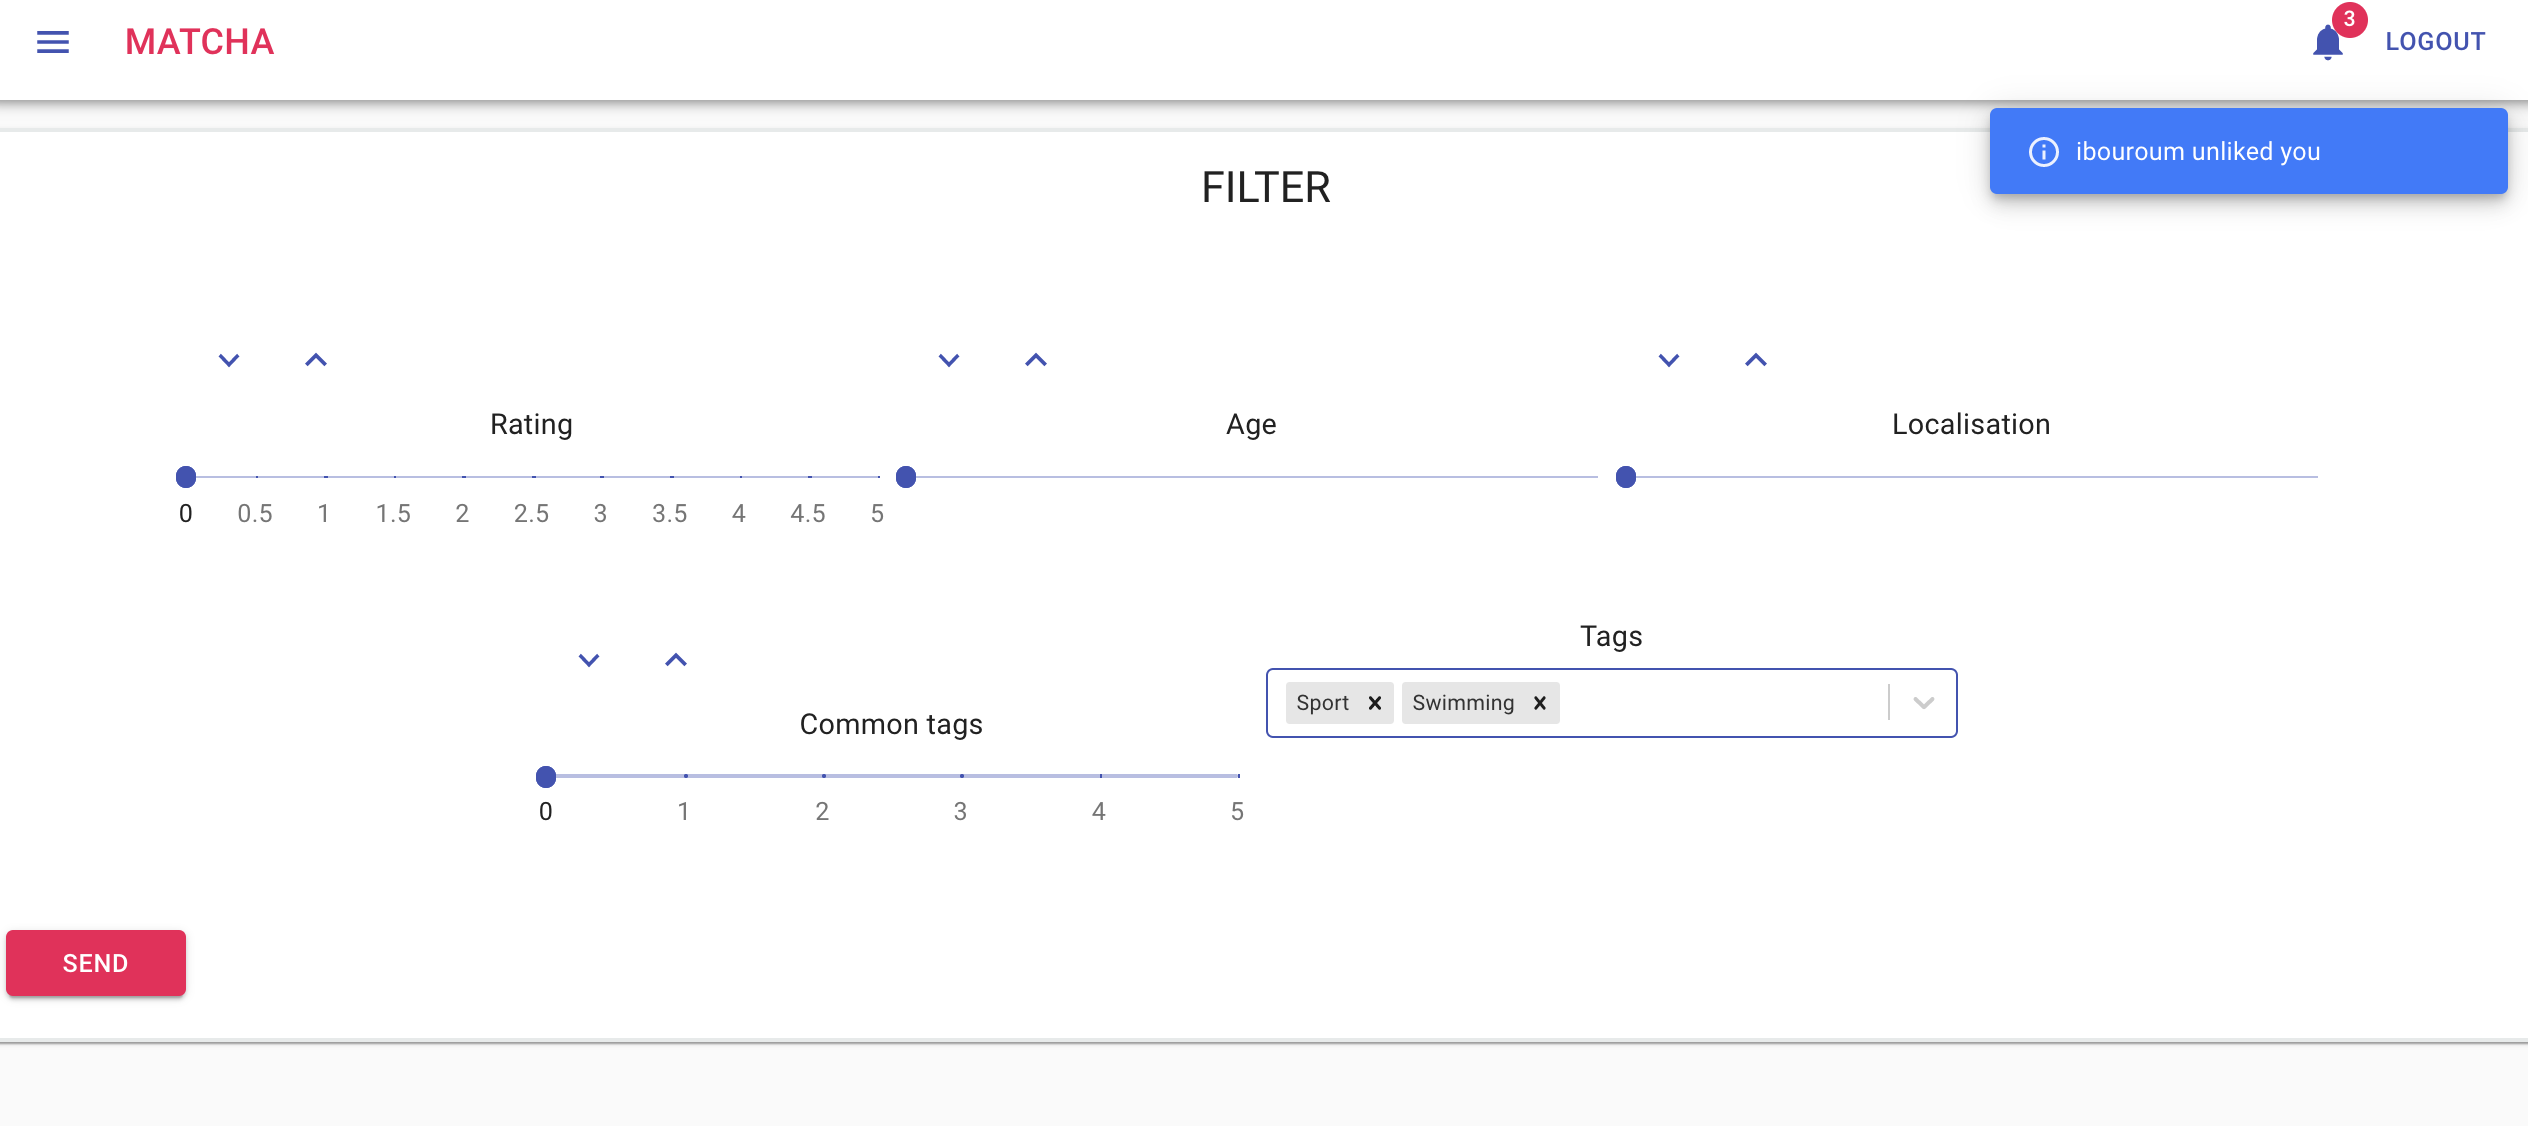 MATCHA
3
LOGOUT
ibouroum unliked you
FILTER
Rating
Age
Localisation
0 0.5 1 1.5 2 2.5 3 3.5 4 4.5 5
Tags
Sport
Swimming
Common tags
0 1 2 3 4 5
SEND